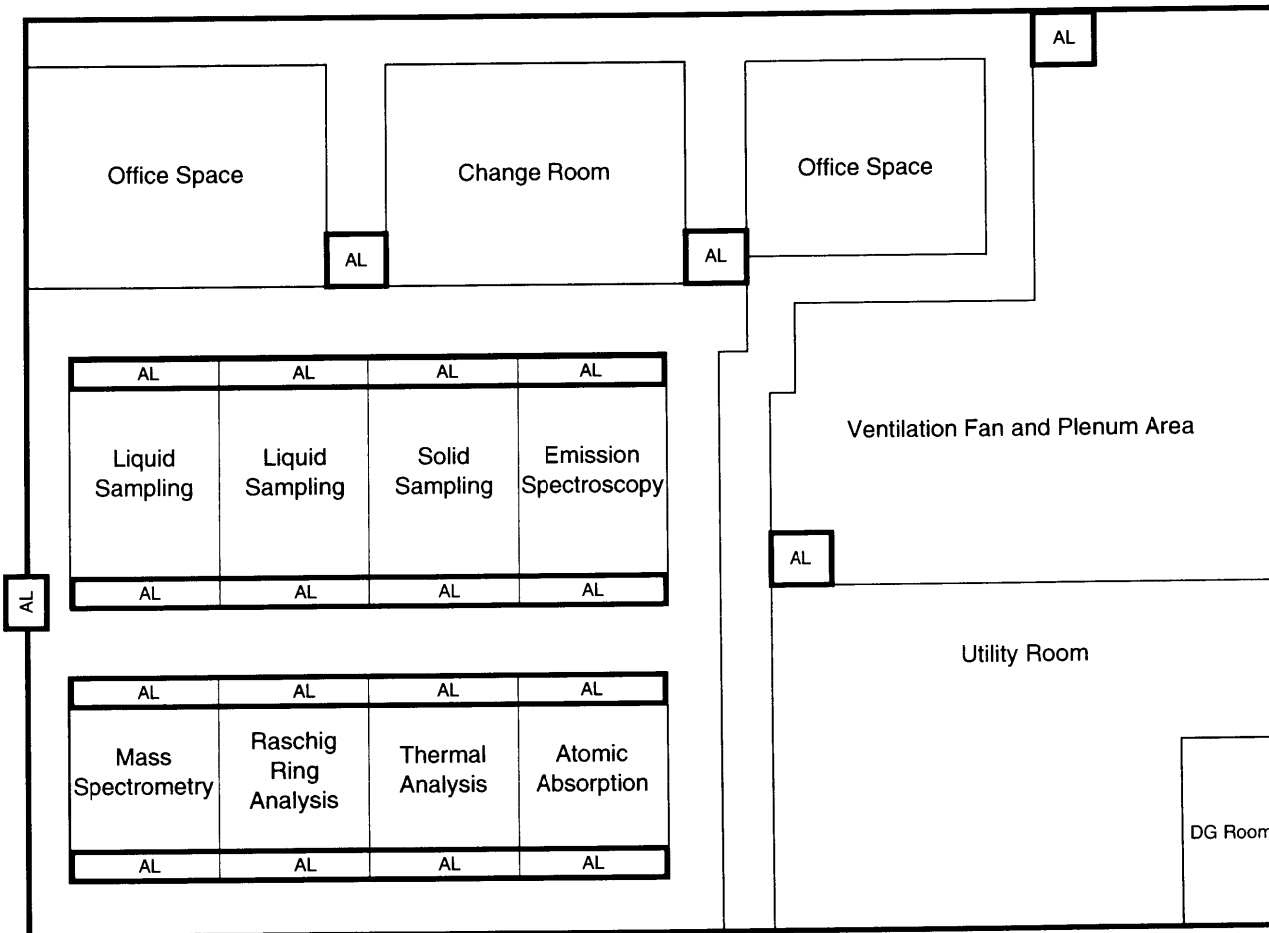 AL
Office Space
Change Room
Office Space
AL
AL
AL AL AL AL
Liquid
Sampling
Liquid
Sampling
Solid
Sampling
Emission
Spectroscopy
Ventilation Fan and Plenum Area
AL
AL AL AL AL
AL
Utility Room
AL AL AL AL
Mass
Spectrometry
Raschig
Ring
Analysis
Thermal
Analysis
Atomic
Absorption
DG Room
AL AL AL AL